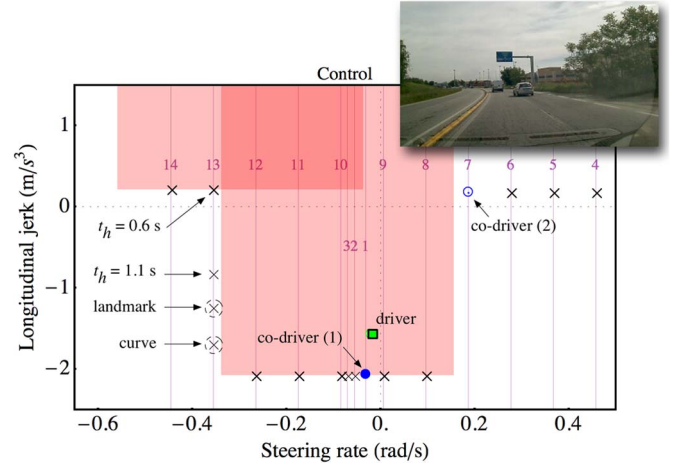 Control
Longitudinal jerk (m/s³)
1
0
−1
−2
14 13 12 11 10 9 8 7 6 5 4
32 1
t_h = 0.6 s
t_h = 1.1 s
landmark
curve
co-driver (2)
driver
co-driver (1)
−0.6 −0.4 −0.2 0. 0.2 0.4
Steering rate (rad/s)